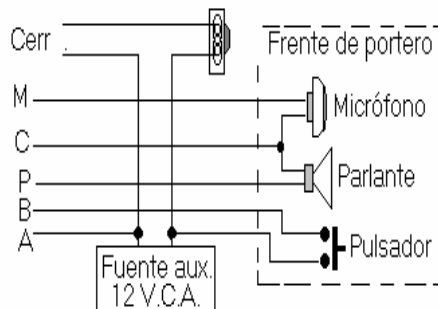 Cerr
Frente de portero
M
Micrófono
C
P
Parlante
B
A
Pulsador
Fuente aux.
12 V.C.A.